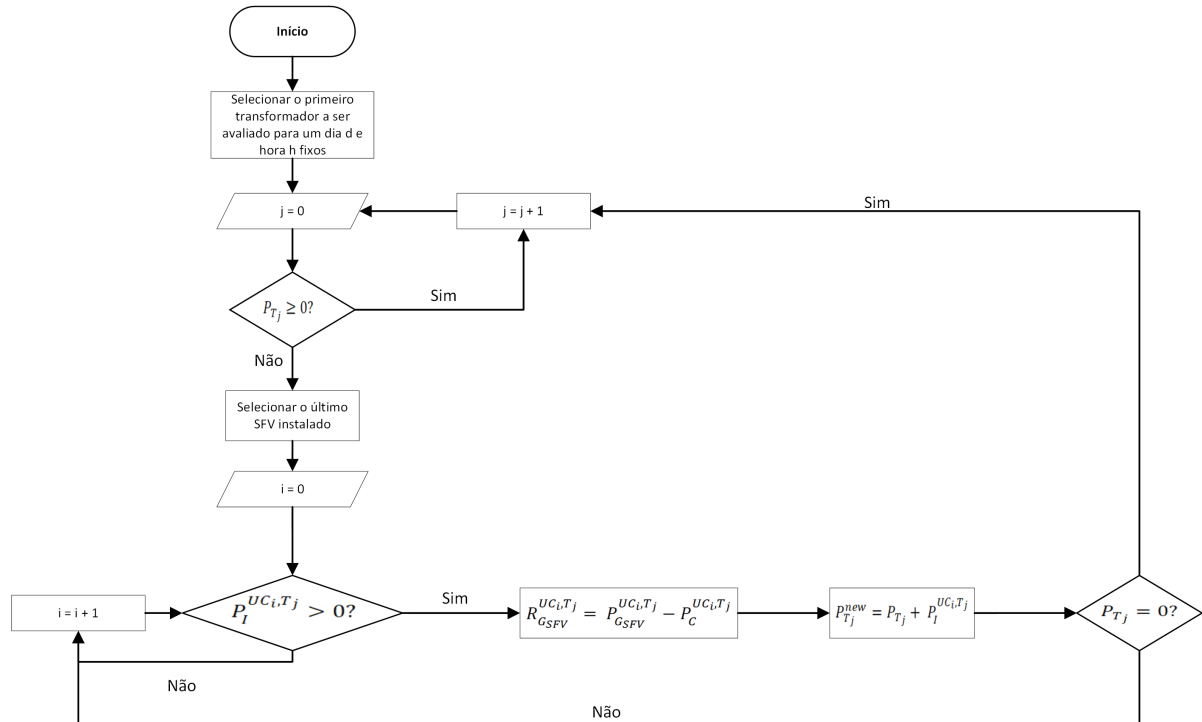 Início
Selecionar o primeiro
transformador a ser
avaliado para um dia d e
hora h fixos
j = 0
j = j + 1
Sim
P_{T_j} ≥ 0?
Sim
Não
Selecionar o último
SFV instalado
i = 0
i = i + 1
P_I^{UC_i,T_j} > 0?
Sim
R_{G_{SFV}}^{UC_i,T_j} = P_{G_{SFV}}^{UC_i,T_j} − P_C^{UC_i,T_j}
P_{T_j}^{new} = P_{T_j} + P_I^{UC_i,T_j}
P_{T_j} = 0?
Não
Não